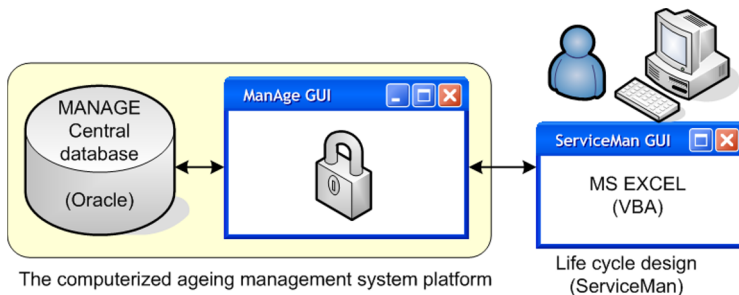 MANAGE
Central
database
(Oracle)
ManAge GUI
ServiceMan GUI
MS EXCEL
(VBA)
The computerized ageing management system platform
Life cycle design
(ServiceMan)